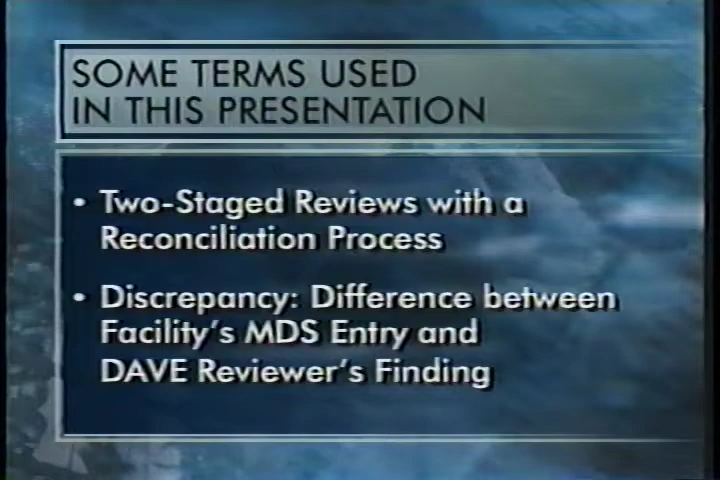 SOME TERMS USED
IN THIS PRESENTATION
• Two-Staged Reviews with a
Reconciliation Process
• Discrepancy: Difference between
Facility's MDS Entry and
DAVE Reviewer's Finding